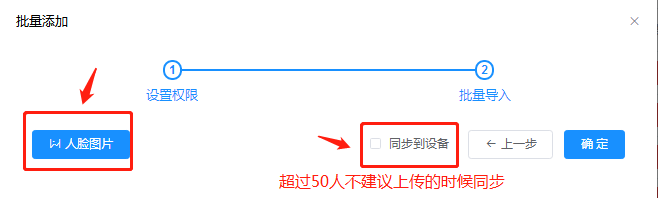 批量添加
1 2
设置权限 批量导入
人脸图片 同步到设备 ← 上一步 确定
超过50人不建议上传的时候同步